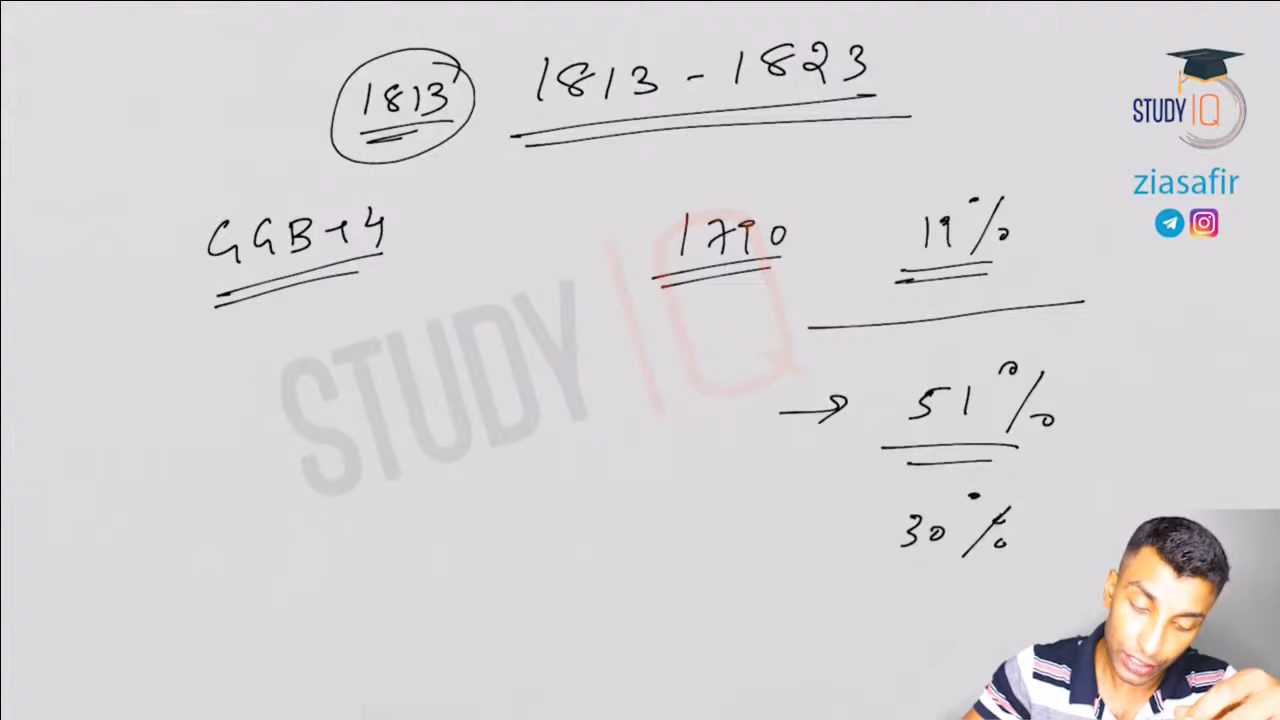 1813 1813 - 1823
STUDY IQ
ziasafir
GGB+4 1790 19%
STUDY IQ
→ 51%
30%